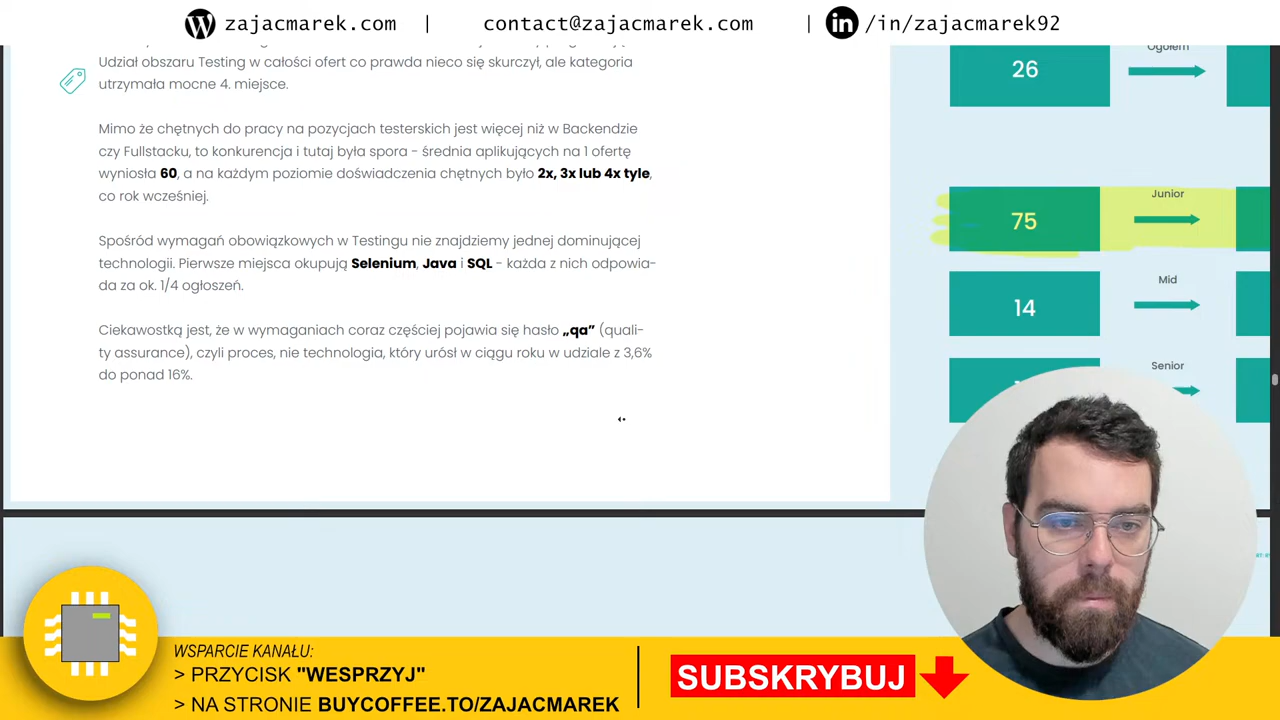 zajacmarek.com | contact@zajacmarek.com | /in/zajacmarek92
Udział obszaru Testing w całości ofert co prawda nieco się skurczył, ale kategoria
utrzymała mocne 4. miejsce.
Mimo że chętnych do pracy na pozycjach testerskich jest więcej niż w Backendzie
czy Fullstacku, to konkurencja i tutaj była spora - średnia aplikujących na 1 ofertę
wyniosła 60, a na każdym poziomie doświadczenia chętnych było 2x, 3x lub 4x tyle,
co rok wcześniej.
Spośród wymagań obowiązkowych w Testingu nie znajdziemy jednej dominującej
technologii. Pierwsze miejsca okupują Selenium, Java i SQL - każda z nich odpowia-
da za ok. 1/4 ogłoszeń.
Ciekawostką jest, że w wymaganiach coraz częściej pojawia się hasło „qa” (quali-
ty assurance), czyli proces, nie technologia, który urósł w ciągu roku w udziale z 3,6%
do ponad 16%.
Ogółem
26
Junior
75
Mid
14
Senior
WSPARCIE KANAŁU:
> PRZYCISK "WESPRZYJ"
> NA STRONIE BUYCOFFEE.TO/ZAJACMAREK
SUBSKRYBUJ